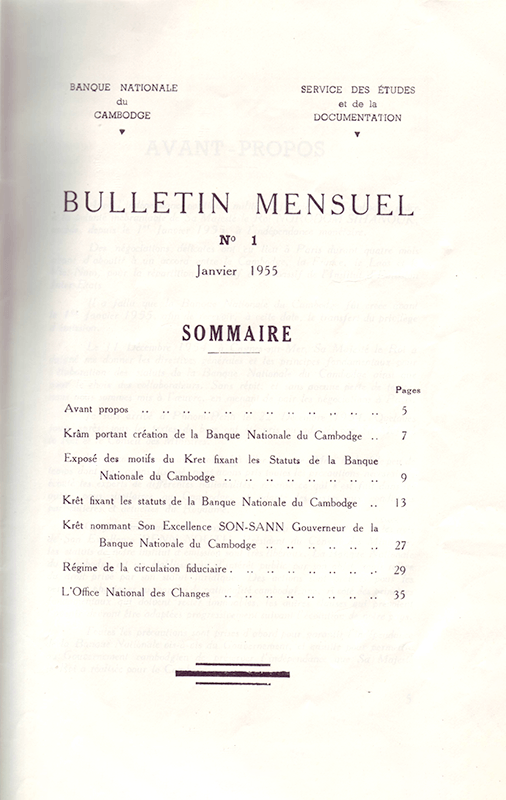 BANQUE NATIONALE
du
CAMBODGE
SERVICE DES ÉTUDES
et de la
DOCUMENTATION
AVANT PROPOS
BULLETIN MENSUEL
Nº 1
Janvier 1955
SOMMAIRE
Pages
Avant propos .. .. .. .. .. .. .. .. .. .. .. .. 5
Krâm portant création de la Banque Nationale du Cambodge .. 7
Exposé des motifs du Kret fixant les Statuts de la Banque
Nationale du Cambodge .. .. .. .. .. .. .. .. 9
Krêt fixant les statuts de la Banque Nationale du Cambodge .. 13
Krêt nommant Son Excellence SON-SANN Gouverneur de la
Banque Nationale du Cambodge .. .. .. .. .. .. 27
Régime de la circulation fiduciaire. .. .. .. .. .. .. .. 29
L'Office National des Changes .. .. .. .. .. .. .. .. 35